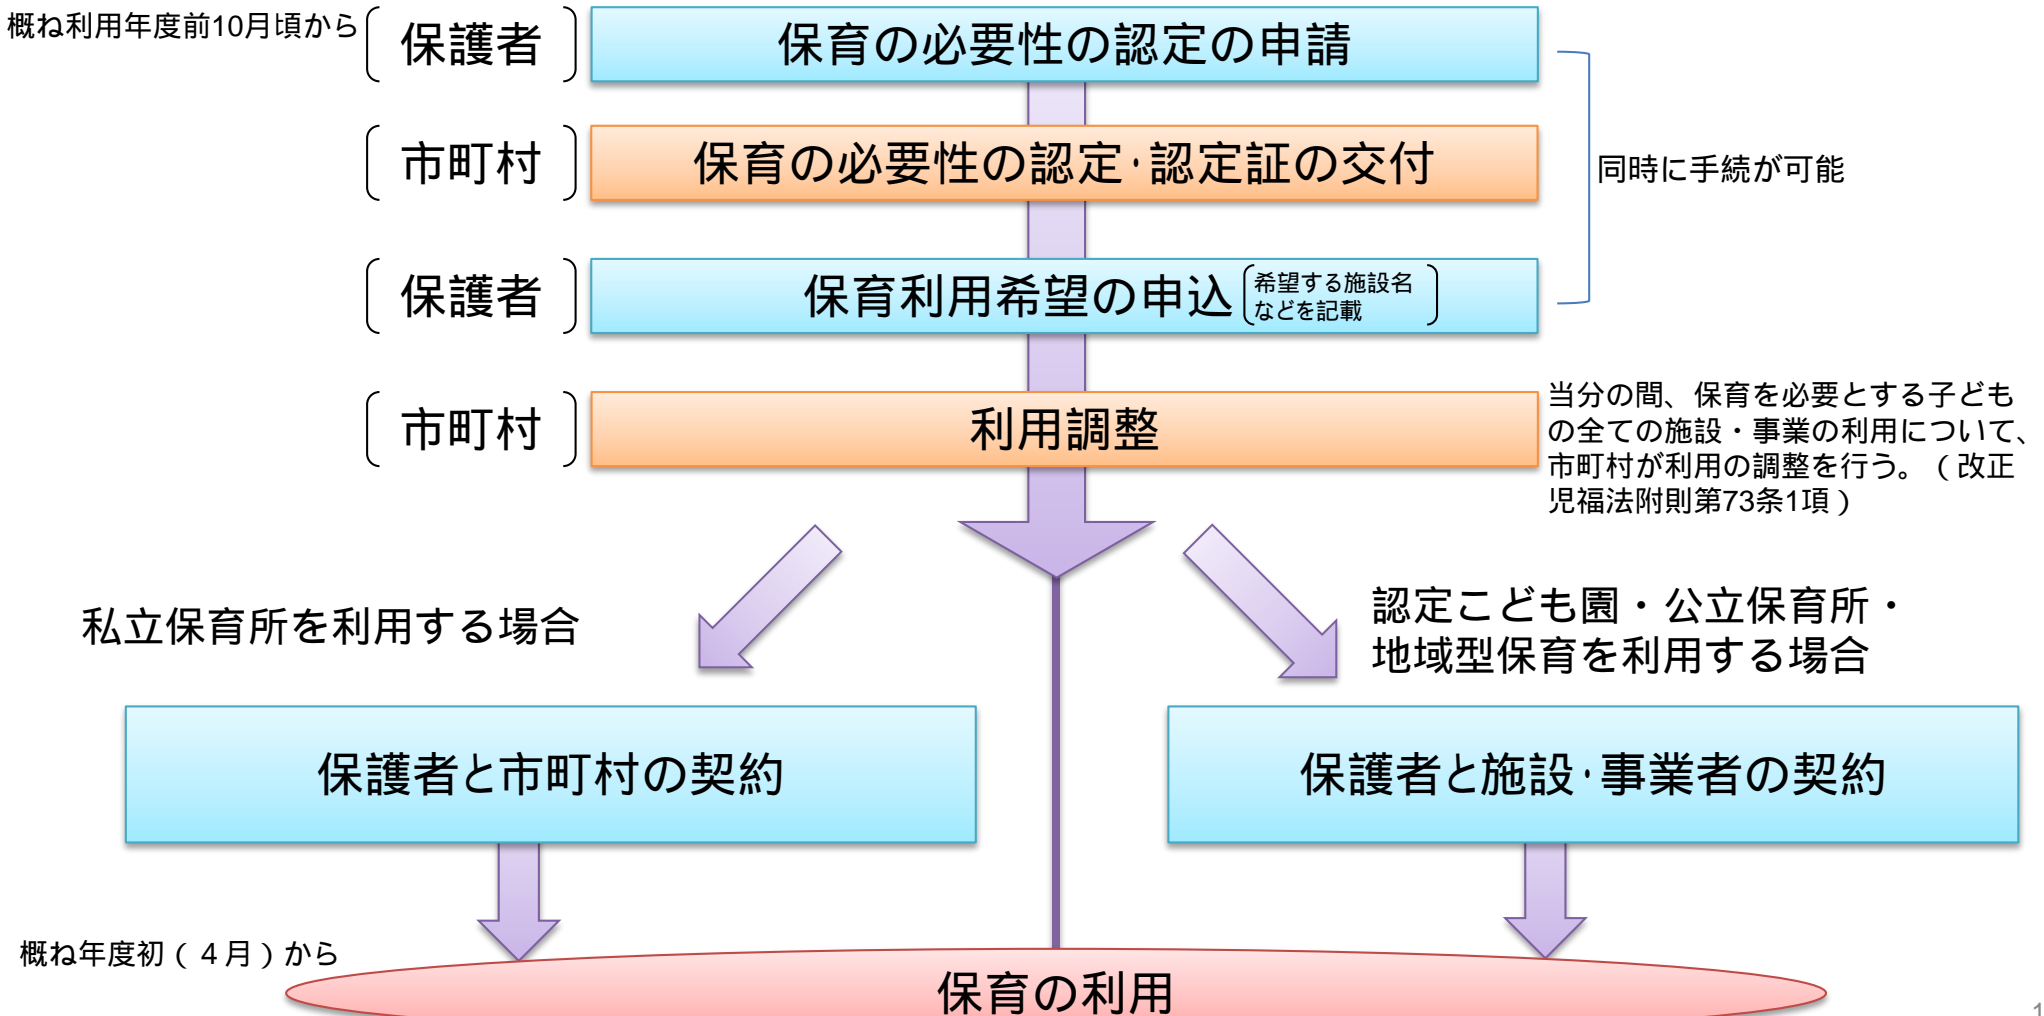 概ね利用年度前10月頃から
保護者
保育の必要性の認定の申請
市町村
保育の必要性の認定・認定証の交付
同時に手続が可能
保護者
保育利用希望の申込
希望する施設名
などを記載
市町村
利用調整
当分の間、保育を必要とする子ども
の全ての施設・事業の利用について、
市町村が利用の調整を行う。（改正
児福法附則第73条1項）
私立保育所を利用する場合
認定こども園・公立保育所・
地域型保育を利用する場合
保護者と市町村の契約
保護者と施設・事業者の契約
概ね年度初（４月）から
保育の利用
1